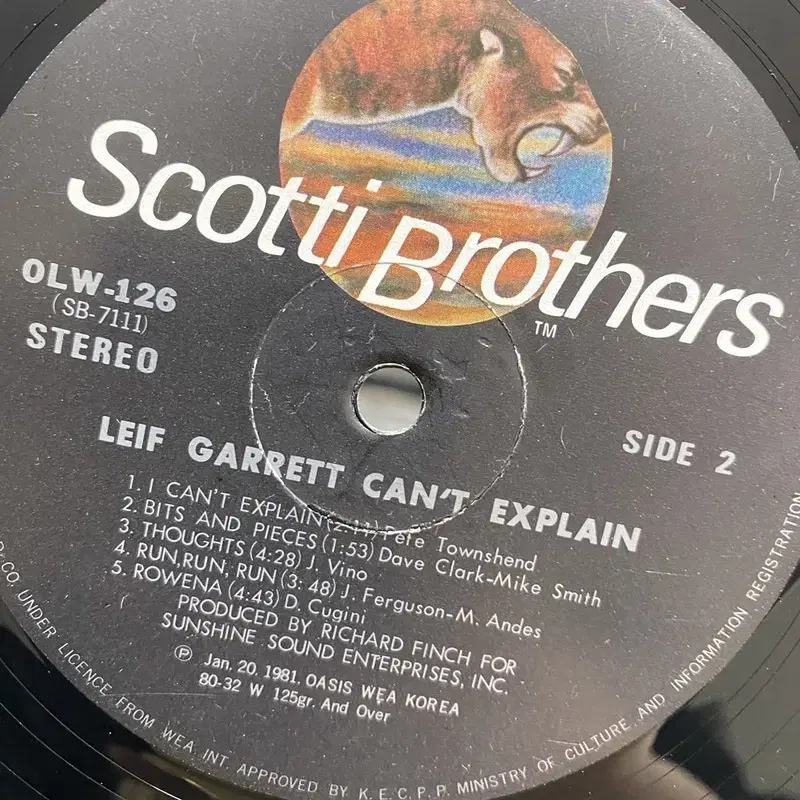 Scotti Brothers
TM
OLW-126
(SB-7111)
STEREO
SIDE 2
LEIF GARRETT CAN'T EXPLAIN
1. I CAN'T EXPLAIN (2:11) Pete Townshend
2. BITS AND PIECES (1:53) Dave Clark-Mike Smith
3. THOUGHTS (4:28) J. Vino
4. RUN, RUN, RUN (3:48) J. Ferguson-M. Andes
5. ROWENA (4:43) D. Cugini
PRODUCED BY RICHARD FINCH FOR
SUNSHINE SOUND ENTERPRISES, INC.
℗ Jan. 20. 1981. OASIS WEA KOREA
80-32 W 125gr. And Over
CO. UNDER LICENCE FROM WEA INT. APPROVED BY K.E.C.P.P. MINISTRY OF CULTURE AND INFORMATION REGISTRATION